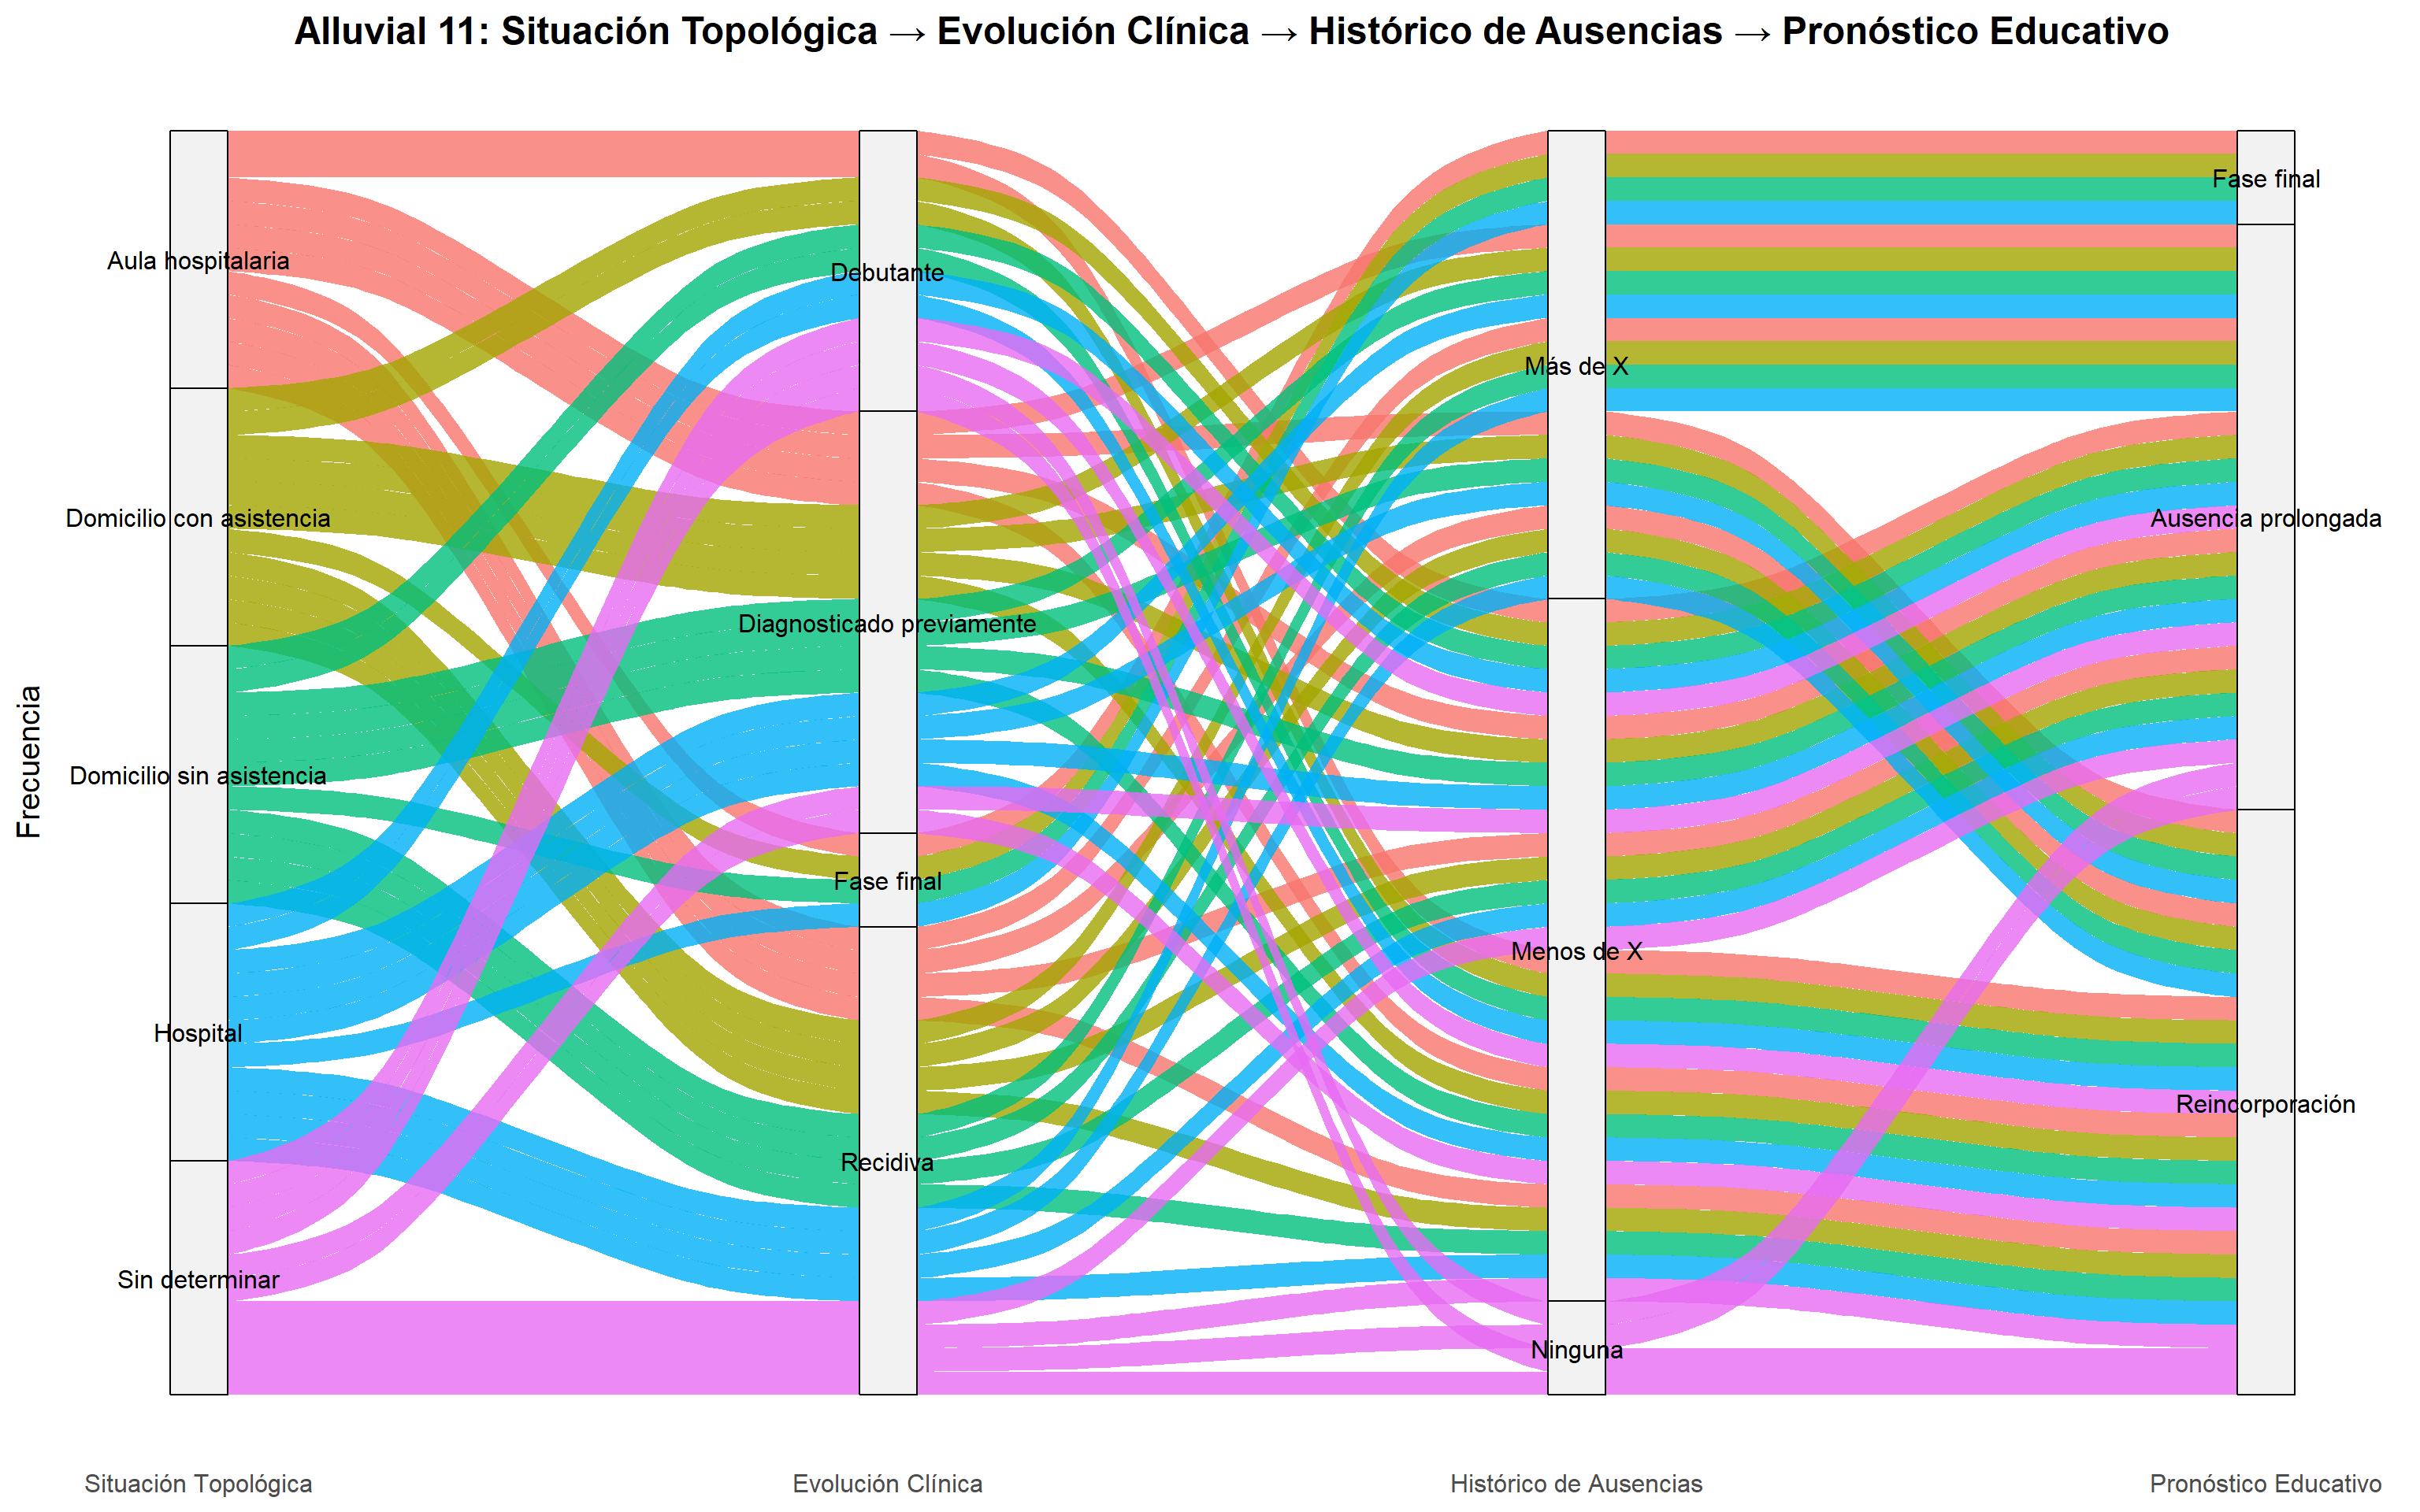 Alluvial 11: Situación Topológica → Evolución Clínica → Histórico de Ausencias → Pronóstico Educativo
Frecuencia
Aula hospitalaria
Domicilio con asistencia
Domicilio sin asistencia
Hospital
Sin determinar
Debutante
Diagnosticado previamente
Fase final
Recidiva
Más de X
Menos de X
Ninguna
Fase final
Ausencia prolongada
Reincorporación
Situación Topológica
Evolución Clínica
Histórico de Ausencias
Pronóstico Educativo